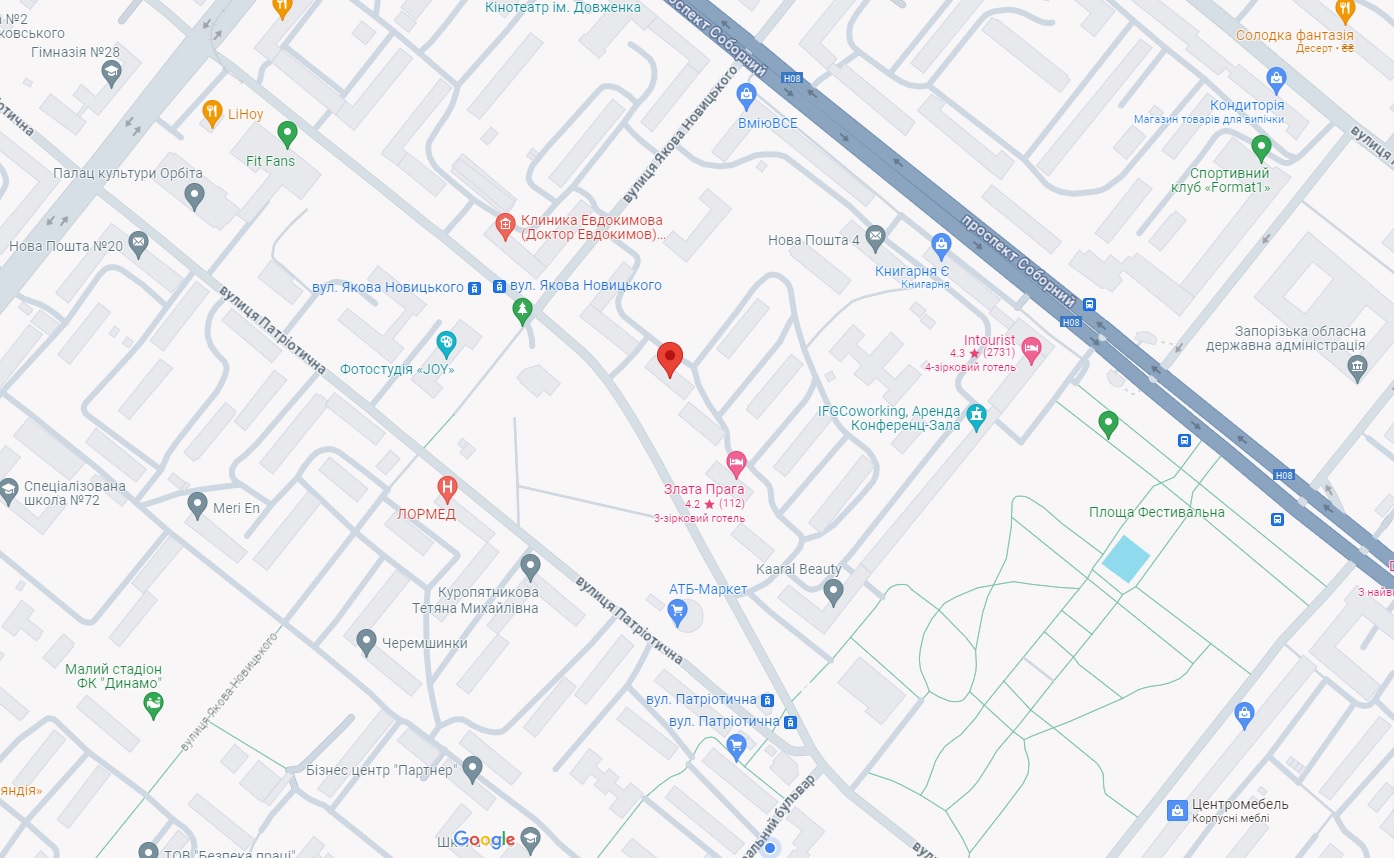 Кінотеатр ім. Довженка
проспект Соборний
H08
№2
Гімназія №28
Солодка фантазія
Десерт • ₴₴
LiHoy
ВміюВСЕ
Кондиторія
Магазин товарів для випічки
Fit Fans
вулиця Якова Новицького
Палац культури Орбіта
Спортивний
клуб «Format1»
Клиника Евдокимова
(Доктор Евдокимов)...
Нова Пошта №20
Нова Пошта 4
проспект Соборний
Книгарня Є
Книгарня
вул. Якова Новицького
вул. Якова Новицького
вулиця Патріотична
H08
Запорізька обласна
державна адміністрація
Intourist
4.3 ★ (2731)
4-зірковий готель
Фотостудія «JOY»
IFGCoworking, Аренда
Конференц-Зала
H08
Спеціалізована
школа №72
Meri En
ЛОРМЕД
Злата Прага
4.2 ★ (112)
3-зірковий готель
Площа Фестивальна
Kaaral Beauty
Куропятникова
Тетяна Михайлівна
АТБ-Маркет
вулиця Патріотична
Черемшинки
Малий стадіон
ФК "Динамо"
вулиця Якова Новицького
вул. Патріотична
вул. Патріотична
Бізнес центр "Партнер"
Центромебель
Корпусні меблі
Google
бульвар
ТОВ "Безпека праці"